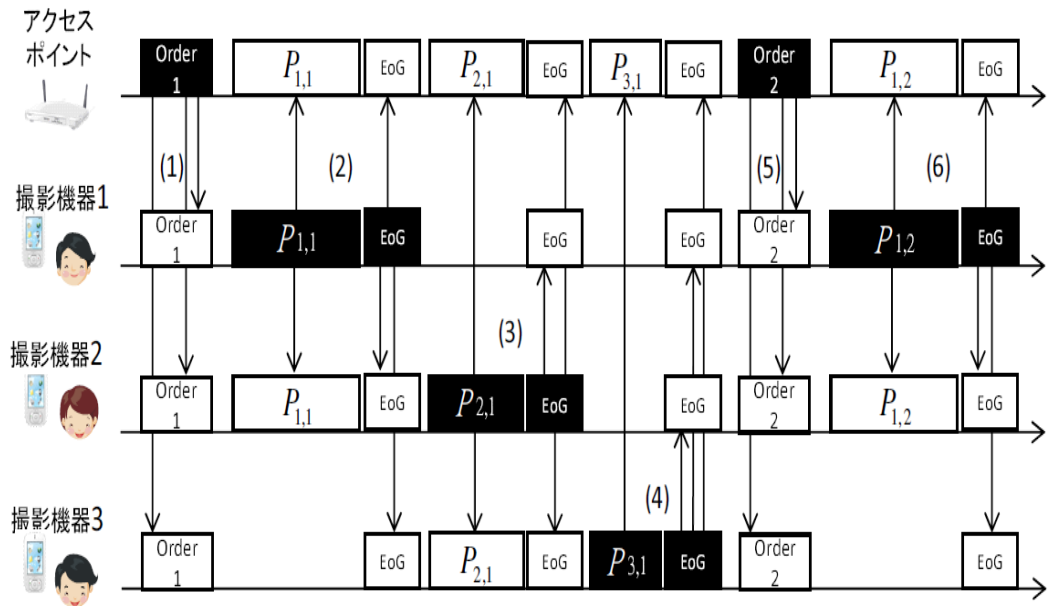 アクセス
ポイント
Order
1
P1,1
EoG
P2,1
EoG
P3,1
EoG
Order
2
P1,2
EoG
(1)
(2)
(5)
(6)
撮影機器1
Order
1
P1,1
EoG
EoG
EoG
Order
2
P1,2
EoG
(3)
撮影機器2
Order
1
P1,1
EoG
P2,1
EoG
EoG
Order
2
P1,2
EoG
(4)
撮影機器3
Order
1
EoG
P2,1
EoG
P3,1
EoG
Order
2
EoG